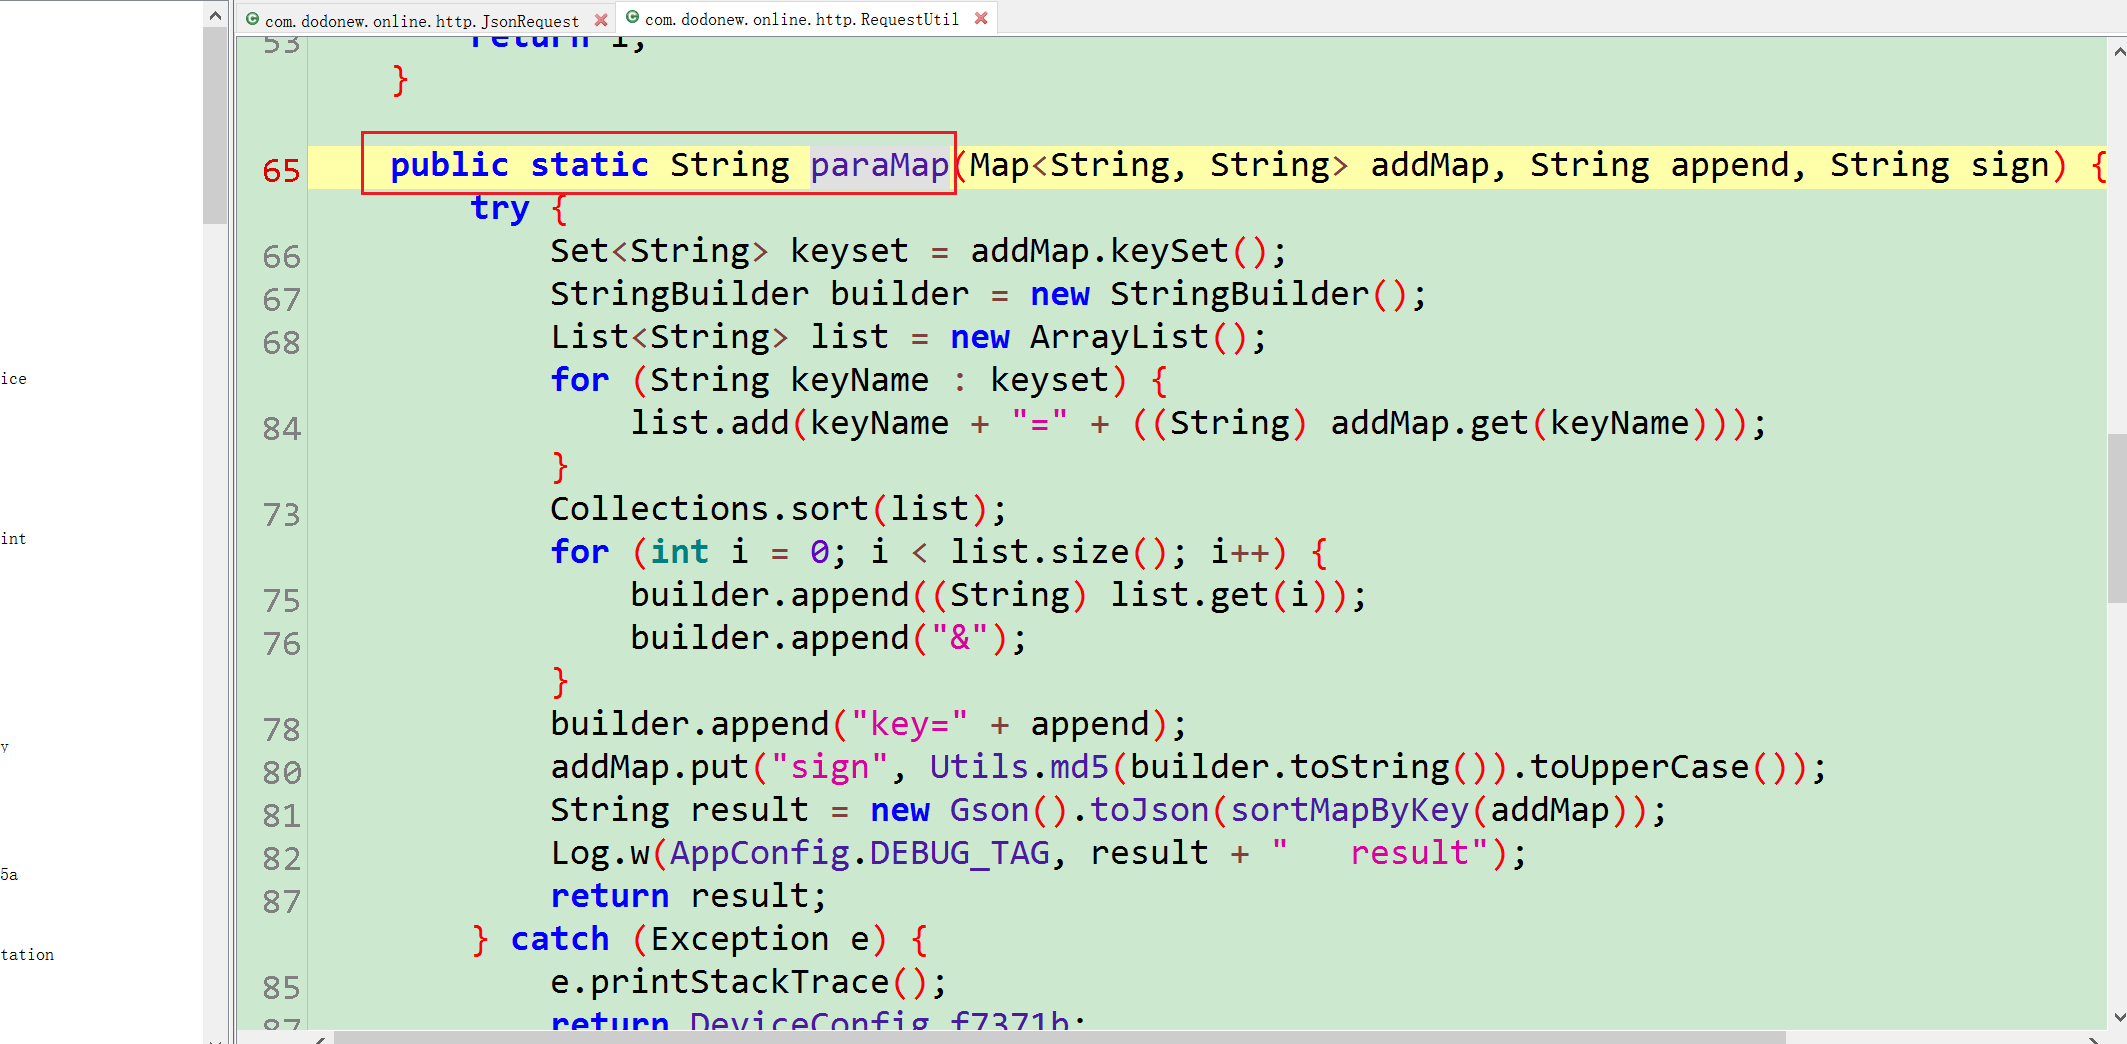 com.dodonew.online.http.JsonRequest com.dodonew.online.http.RequestUtil
53 return i;
}
65 public static String paraMap(Map<String, String> addMap, String append, String sign) {
try {
66 Set<String> keyset = addMap.keySet();
67 StringBuilder builder = new StringBuilder();
68 List<String> list = new ArrayList();
for (String keyName : keyset) {
84 list.add(keyName + "=" + ((String) addMap.get(keyName)));
}
73 Collections.sort(list);
for (int i = 0; i < list.size(); i++) {
75 builder.append((String) list.get(i));
76 builder.append("&");
}
78 builder.append("key=" + append);
80 addMap.put("sign", Utils.md5(builder.toString()).toUpperCase());
81 String result = new Gson().toJson(sortMapByKey(addMap));
82 Log.w(AppConfig.DEBUG_TAG, result + "   result");
87 return result;
} catch (Exception e) {
85 e.printStackTrace();
87 return DeviceConfig.f7371b;
ice
int
y
5a
tation